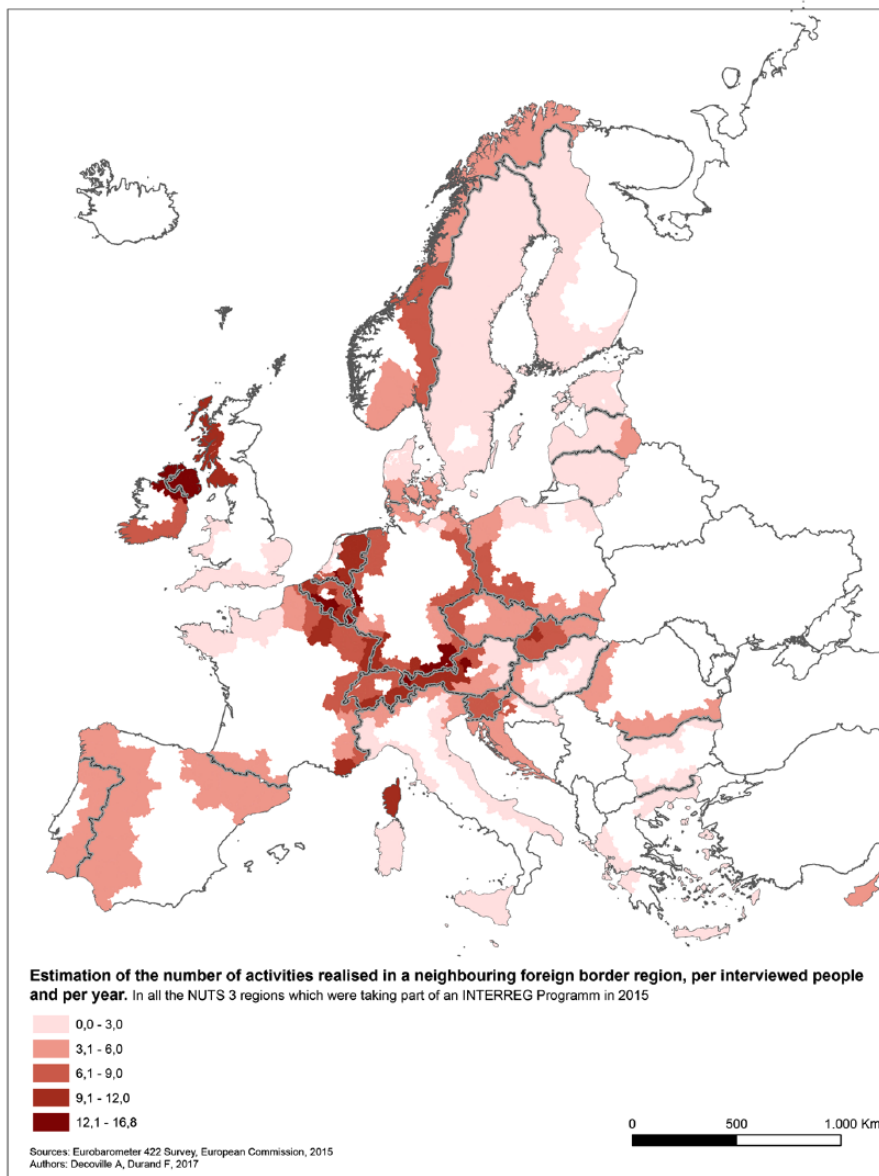 Estimation of the number of activities realised in a neighbouring foreign border region, per interviewed people
and per year. In all the NUTS 3 regions which were taking part of an INTERREG Programm in 2015
0,0 - 3,0
3,1 - 6,0
6,1 - 9,0
9,1 - 12,0
12,1 - 16,8
0 500 1.000 Km
Sources: Eurobarometer 422 Survey, European Commission, 2015
Authors: Decoville A, Durand F, 2017